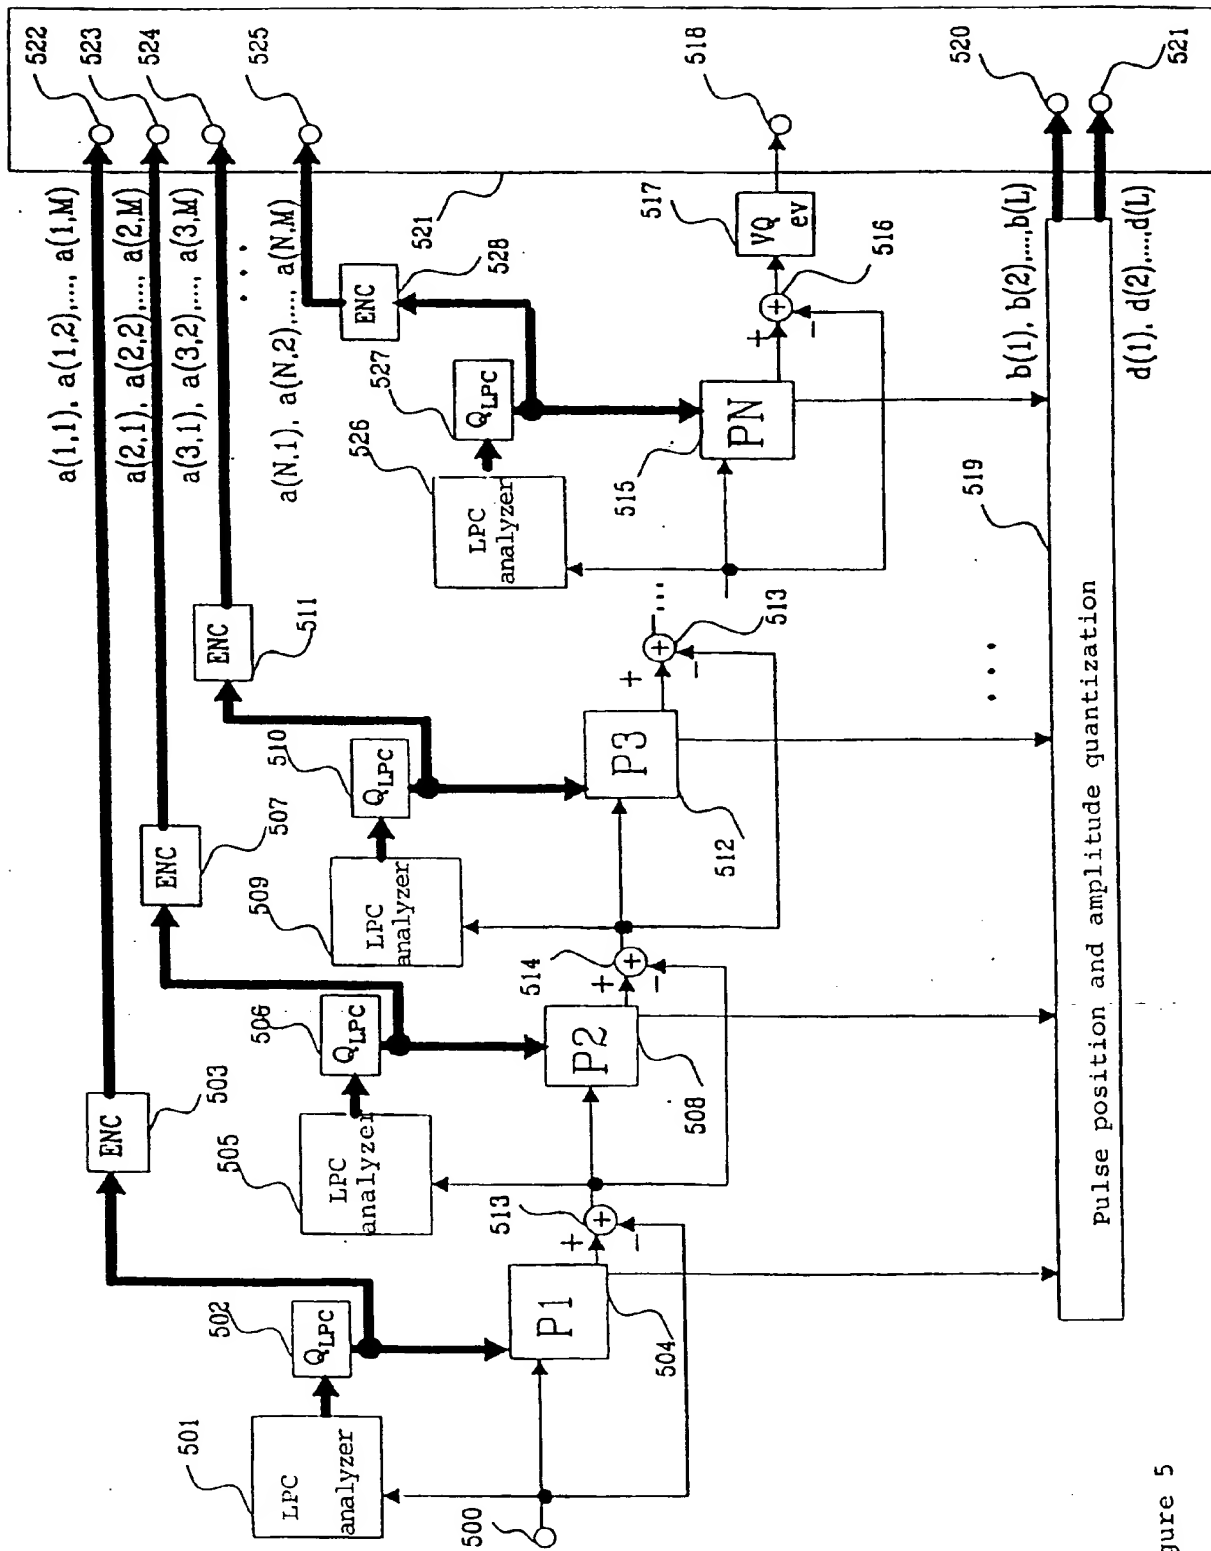 522
523
524
525
518
520
521
a(1,1), a(1,2),...., a(1,M)
a(2,1), a(2,2),...., a(2,M)
a(3,1), a(3,2),...., a(3,M)
. . .
a(N,1), a(N,2),...., a(N,M)
521
ENC
528
517
VQ
ev
516
+
+
−
b(1), b(2),...,b(L)
d(1), d(2),...,d(L)
527
QLPC
526
LPC
analyzer
515
PN
519
ENC
511
...
513
+
+
−
. . .
510
QLPC
509
LPC
analyzer
P3
512
ENC
507
514
+
+
−
506
QLPC
505
LPC
analyzer
P2
508
ENC
503
513
+
+
−
502
QLPC
501
LPC
analyzer
P1
504
500
Pulse position and amplitude quantization
gure 5